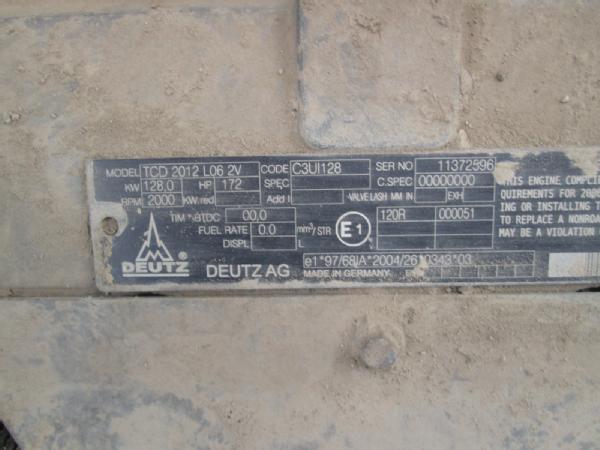 MODEL TCD 2012 L06 2V CODE C3UI128 SER NO 11372596
KW 128.0 HP 172 SPEC C.SPEC 00000000
RPM 2000 KW red Add I VALVE LASH MM IN EXH
TIM °BTDC 00,0
FUEL RATE 0.0 mm³/STR
DISPL L
E1
120R 000051
DEUTZ
DEUTZ AG
e1*97/68JA*2004/26*0343*03
MADE IN GERMANY
THIS ENGINE COMPLI
QUIREMENTS FOR 200
ING OR INSTALLING T
TO REPLACE A NONROA
MAY BE A VIOLATION